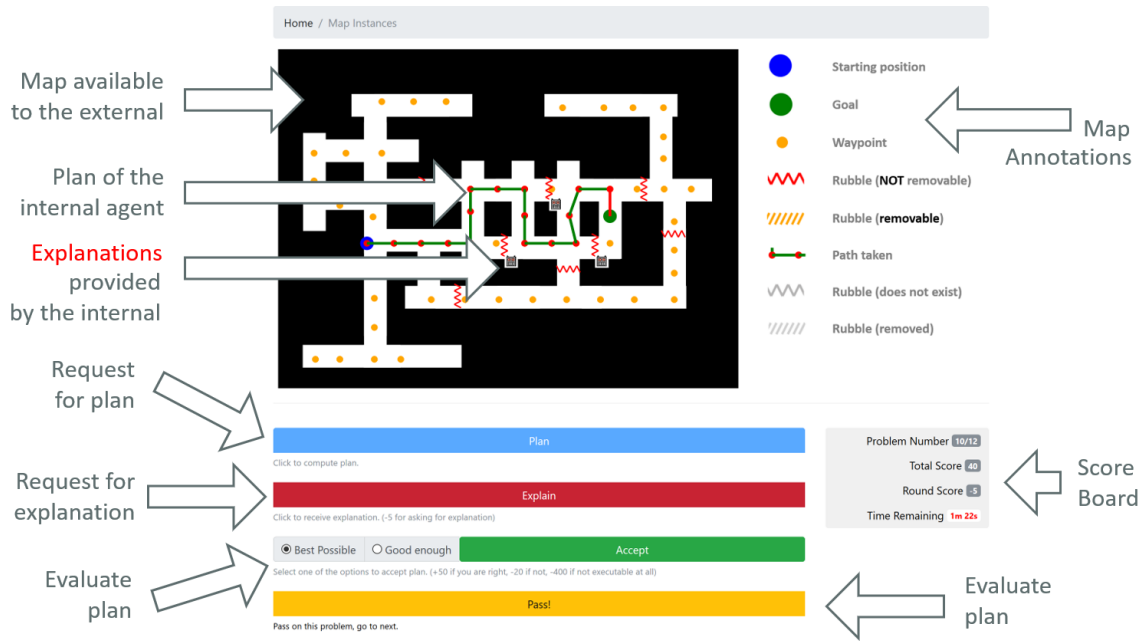 Home / Map Instances
Map available
to the external
Plan of the
internal agent
Explanations
provided
by the internal
Request
for plan
Request for
explanation
Evaluate
plan
Starting position
Goal
Waypoint
Rubble (NOT removable)
Rubble (removable)
Path taken
Rubble (does not exist)
Rubble (removed)
Map
Annotations
Plan
Click to compute plan.
Explain
Click to receive explanation. (-5 for asking for explanation)
Best Possible
Good enough
Accept
Select one of the options to accept plan. (+50 if you are right, -20 if not, -400 if not executable at all)
Pass!
Pass on this problem, go to next.
Problem Number 10/12
Total Score 40
Round Score -5
Time Remaining 1m 22s
Score
Board
Evaluate
plan